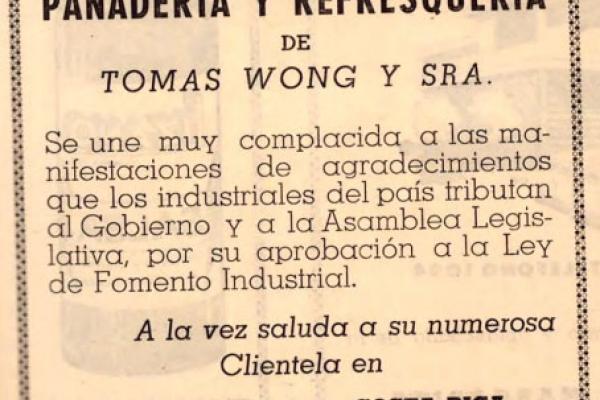 PANADERIA Y REFRESQUERIA
DE
TOMAS WONG Y SRA.
Se une muy complacida a las ma-
nifestaciones de agradecimientos
que los industriales del país tributan
al Gobierno y a la Asamblea Legis-
lativa, por su aprobación a la Ley
de Fomento Industrial.
A la vez saluda a su numerosa
Clientela en
COSTA RICA